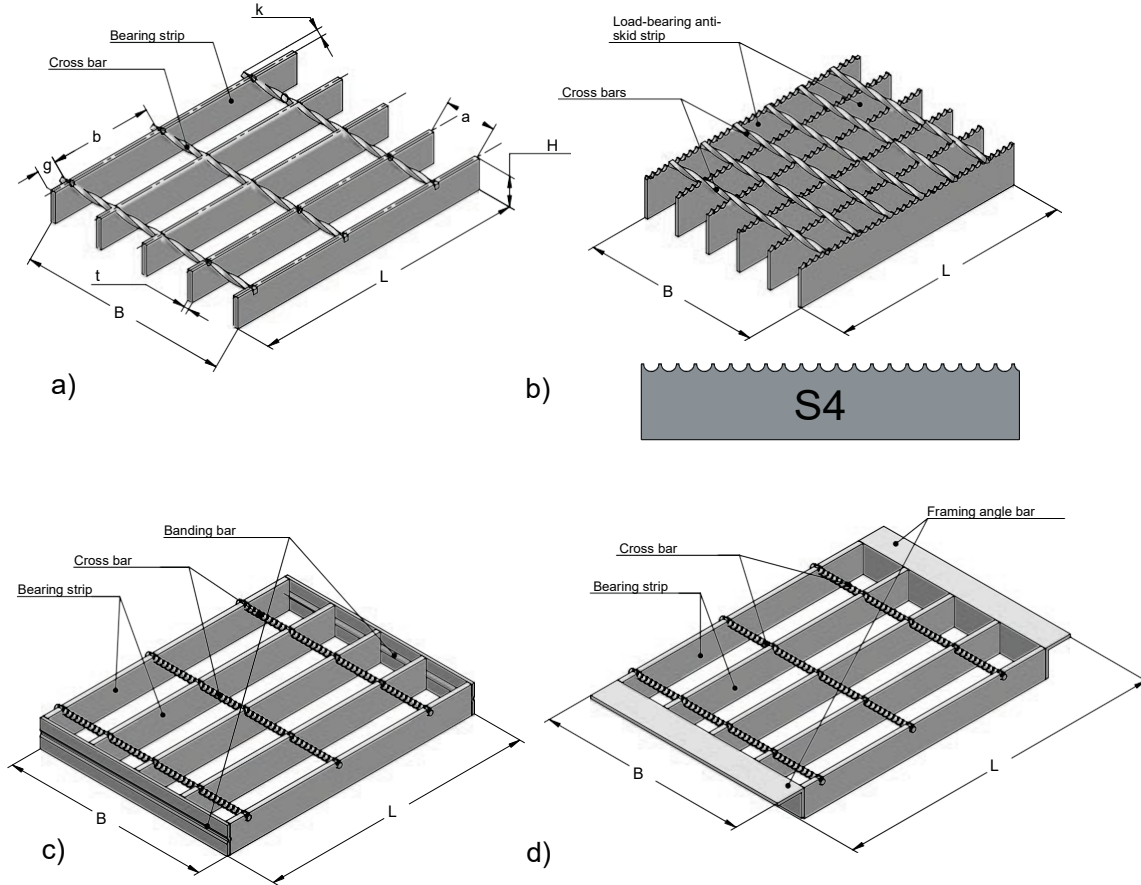 k
Bearing strip
Cross bar
b
g
a
H
t
B
L
a)
Load-bearing anti-
skid strip
Cross bars
B
L
b)
S4
Banding bar
Cross bar
Bearing strip
B
L
c)
Framing angle bar
Cross bar
Bearing strip
B
L
d)